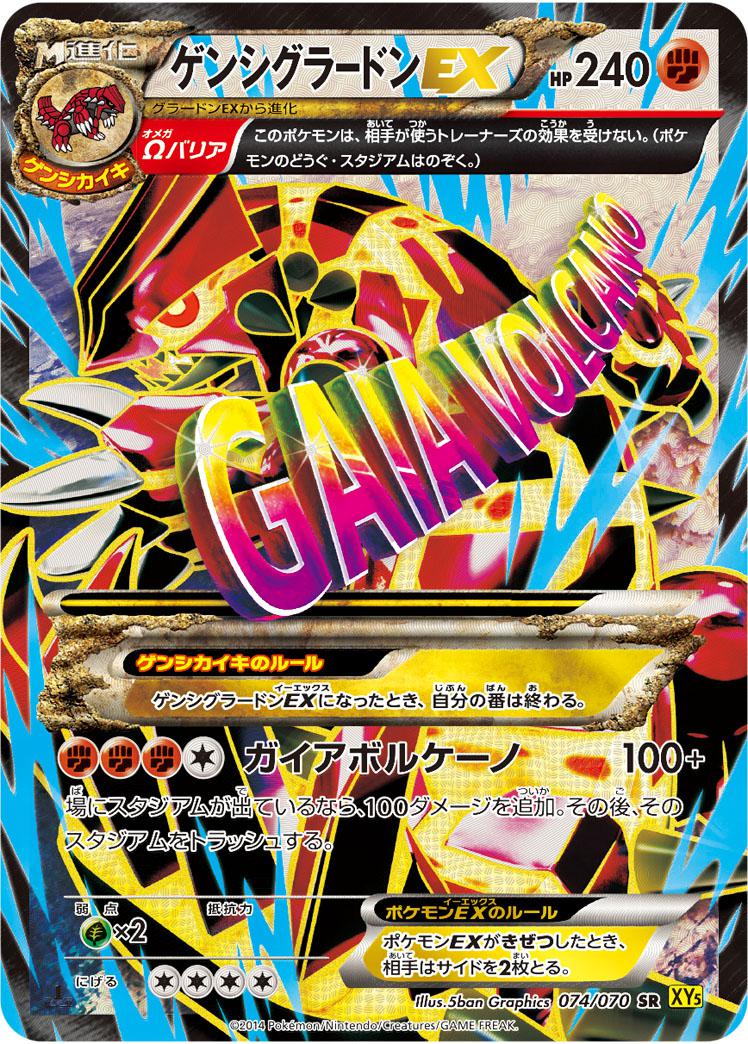 M進化
ゲンシグラードンEX
HP240
グラードンEXから進化
ゲンシカイキ
オメガ
Ωバリア
このポケモンは、相手が使うトレーナーズの効果を受けない。(ポケ
モンのどうぐ・スタジアムはのぞく。)
GAIA VOLCANO
ゲンシカイキのルール
ゲンシグラードンEXになったとき、自分の番は終わる。
ガイアボルケーノ 100+
場にスタジアムが出ているなら、100ダメージを追加。その後、その
スタジアムをトラッシュする。
弱点 抵抗力
×2
にげる
ポケモンEXのルール
ポケモンEXがきぜつしたとき、
相手はサイドを2枚とる。
Illus. 5ban Graphics 074/070 SR XY5
©2014 Pokémon/Nintendo/Creatures/GAME FREAK.